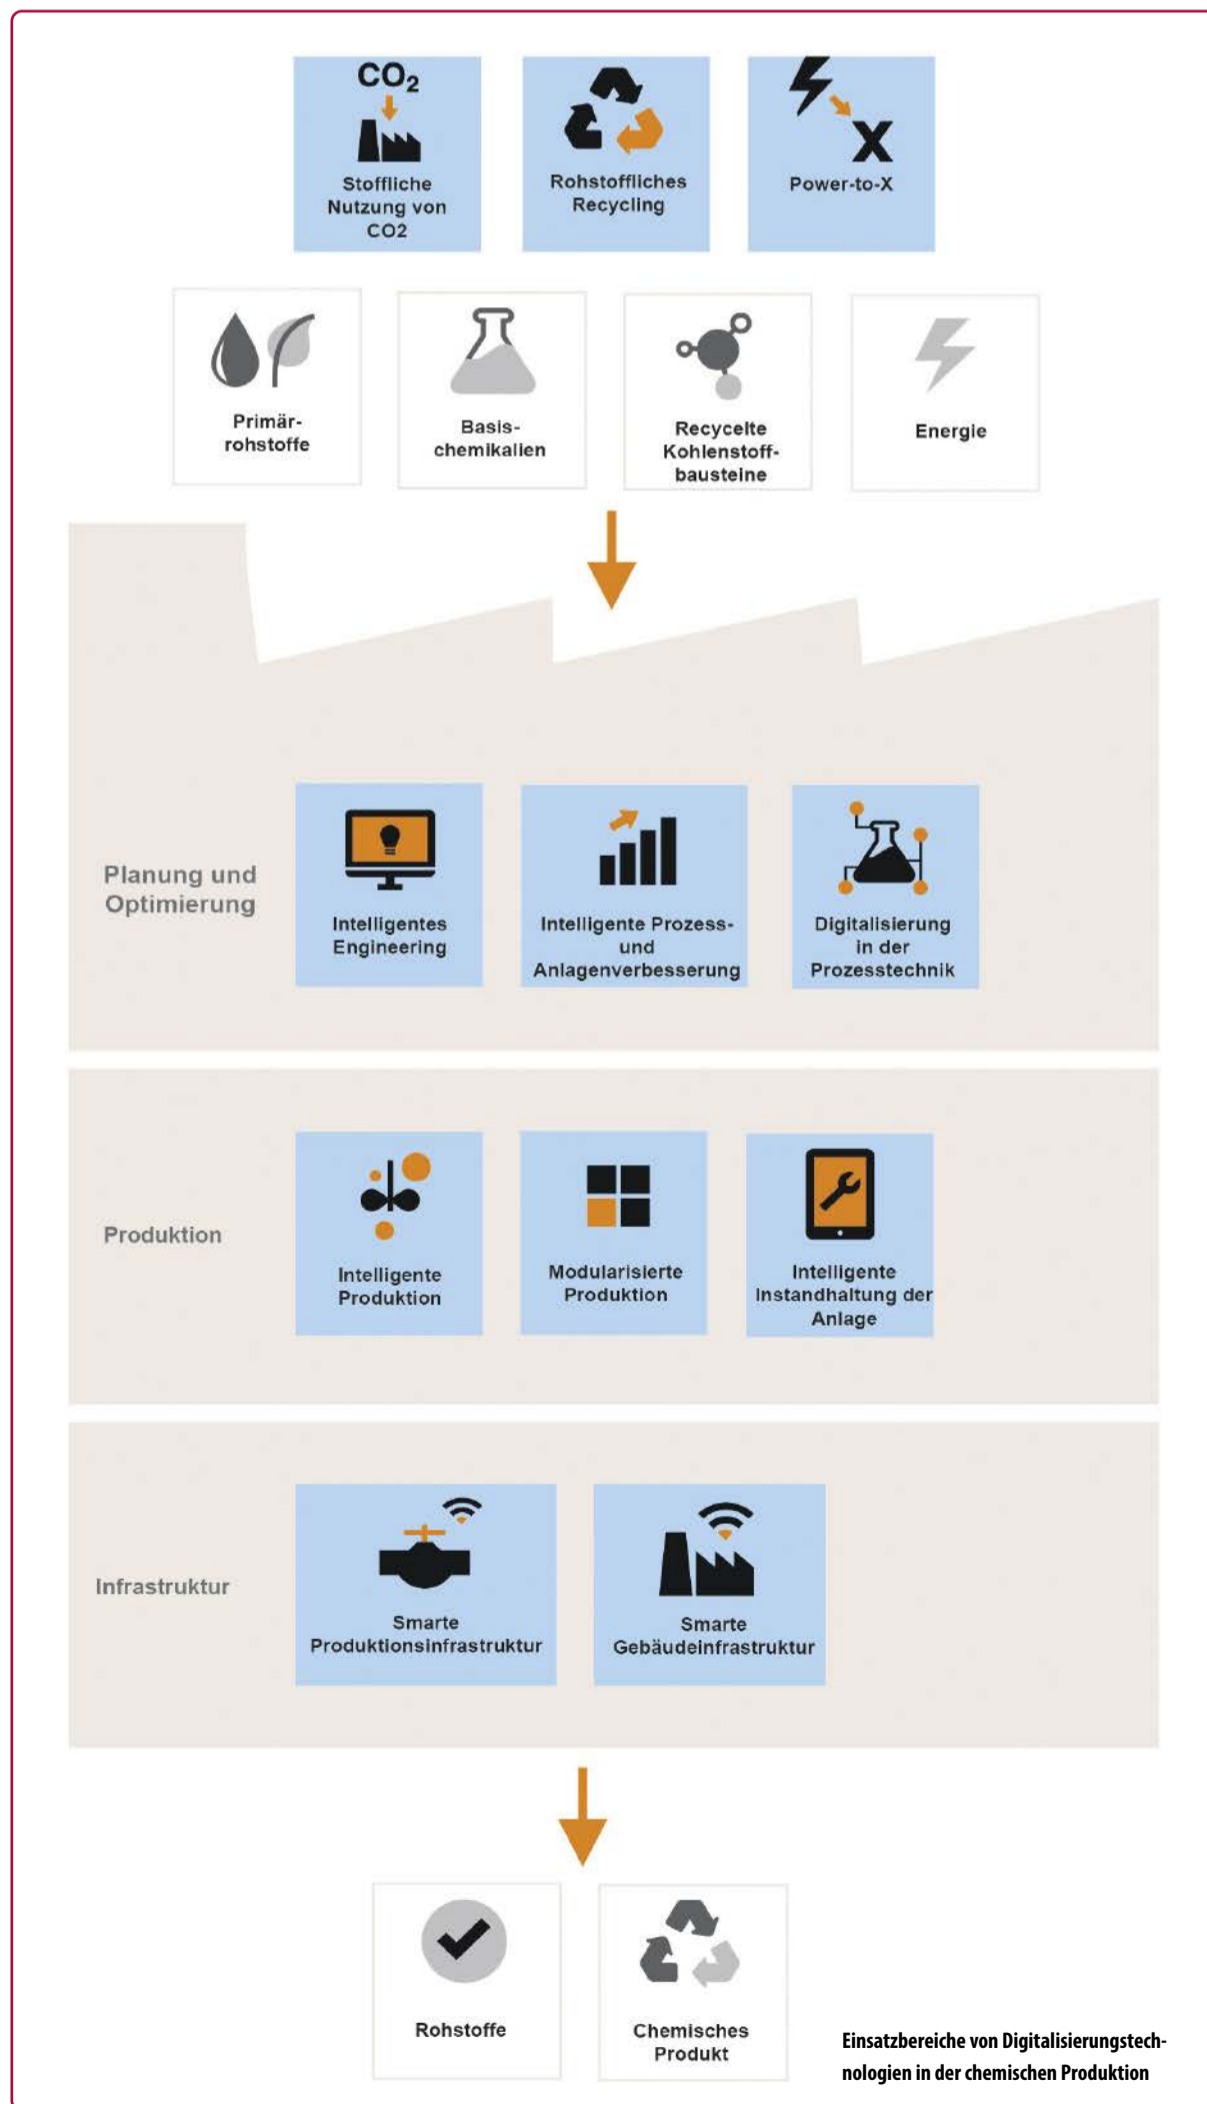 CO₂
Stoffliche
Nutzung von
CO2
Rohstoffliches
Recycling
X
Power-to-X
Primär-
rohstoffe
Basis-
chemikalien
Recycelte
Kohlenstoff-
bausteine
Energie
Planung und
Optimierung
Intelligentes
Engineering
Intelligente Prozess-
und
Anlagenverbesserung
Digitalisierung
in der
Prozesstechnik
Produktion
Intelligente
Produktion
Modularisierte
Produktion
Intelligente
Instandhaltung der
Anlage
Infrastruktur
Smarte
Produktionsinfrastruktur
Smarte
Gebäudeinfrastruktur
Rohstoffe
Chemisches
Produkt
Einsatzbereiche von Digitalisierungstech-
nologien in der chemischen Produktion